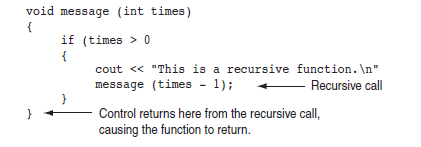 void message (int times)
{
if (times > 0
{
cout << "This is a recursive function.\n"
message (times - 1);
Recursive call
}
}
Control returns here from the recursive call,
causing the function to return.